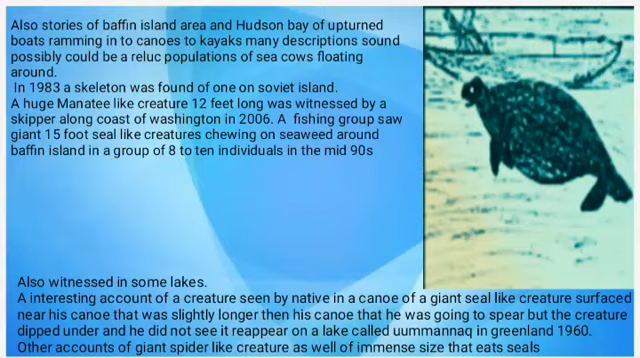 Also stories of baffin island area and Hudson bay of upturned
boats ramming in to canoes to kayaks many descriptions sound
possibly could be a reluc populations of sea cows floating
around.
In 1983 a skeleton was found of one on soviet island.
A huge Manatee like creature 12 feet long was witnessed by a
skipper along coast of washington in 2006. A fishing group saw
giant 15 foot seal like creatures chewing on seaweed around
baffin island in a group of 8 to ten individuals in the mid 90s
Also witnessed in some lakes.
A interesting account of a creature seen by native in a canoe of a giant seal like creature surfaced
near his canoe that was slightly longer then his canoe that he was going to spear but the creature
dipped under and he did not see it reappear on a lake called uummannaq in greenland 1960.
Other accounts of giant spider like creature as well of immense size that eats seals